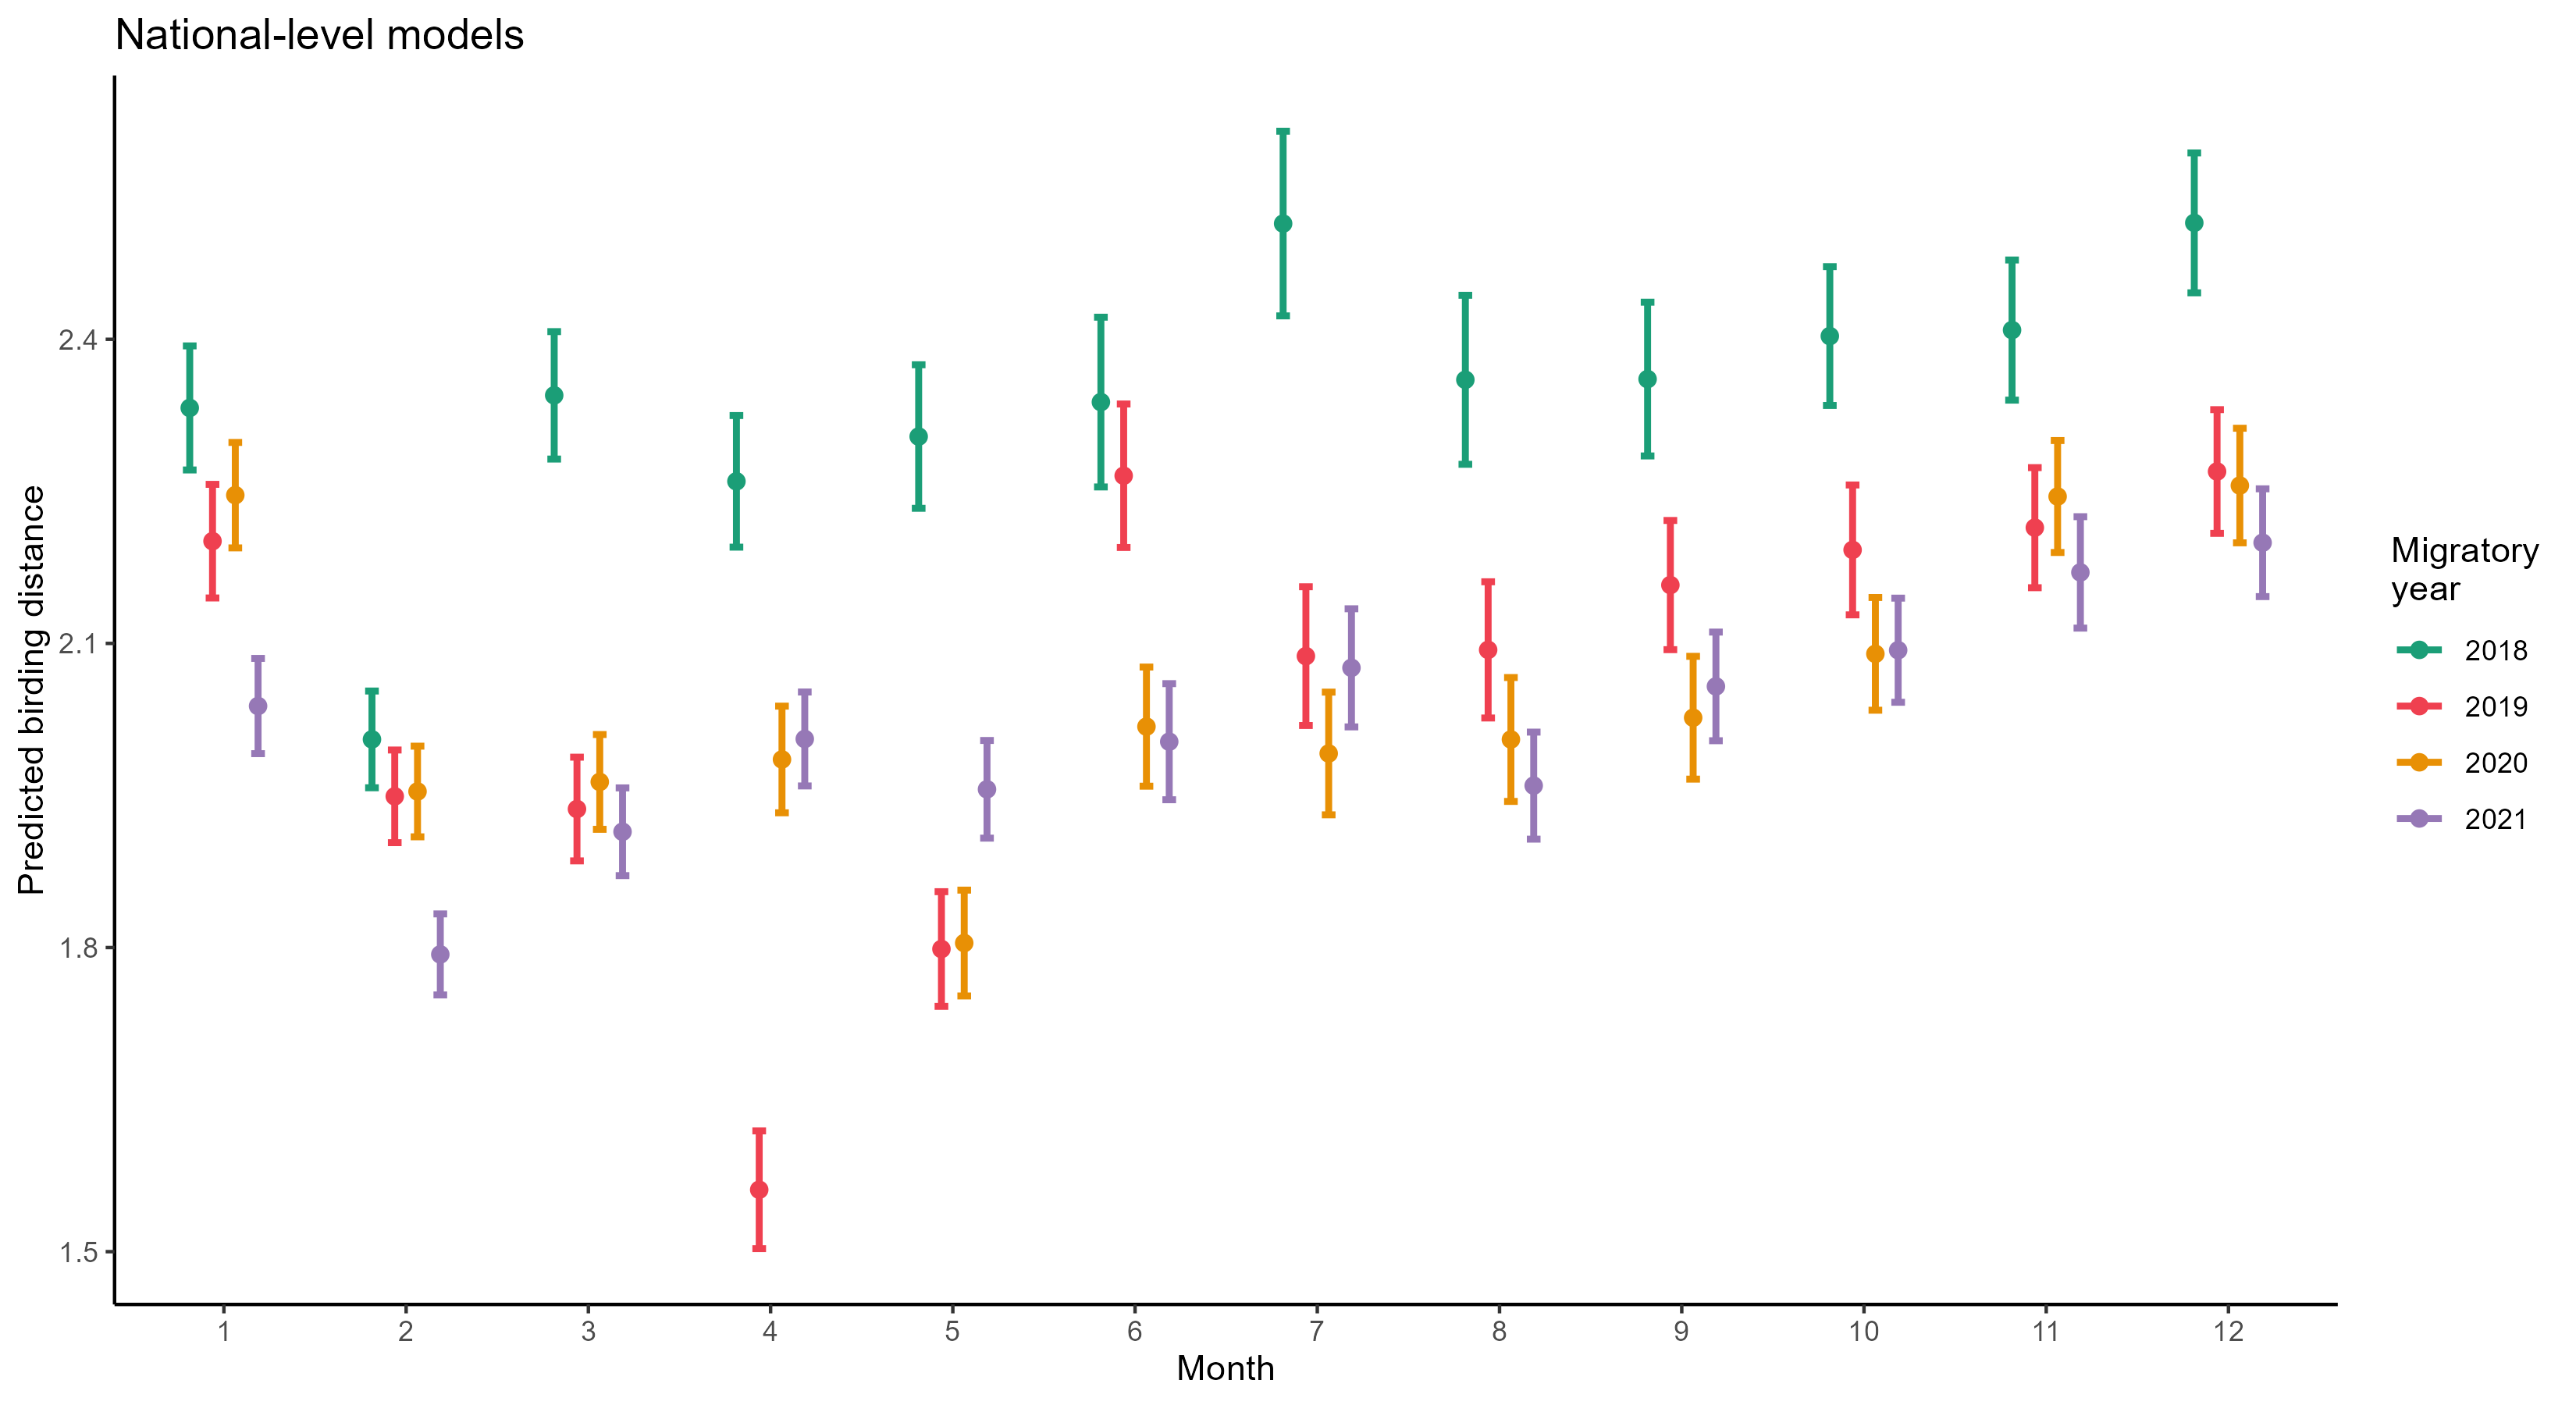 National-level models
Predicted birding distance
2.4
2.1
1.8
1.5
1 2 3 4 5 6 7 8 9 10 11 12
Month
Migratory
year
2018
2019
2020
2021